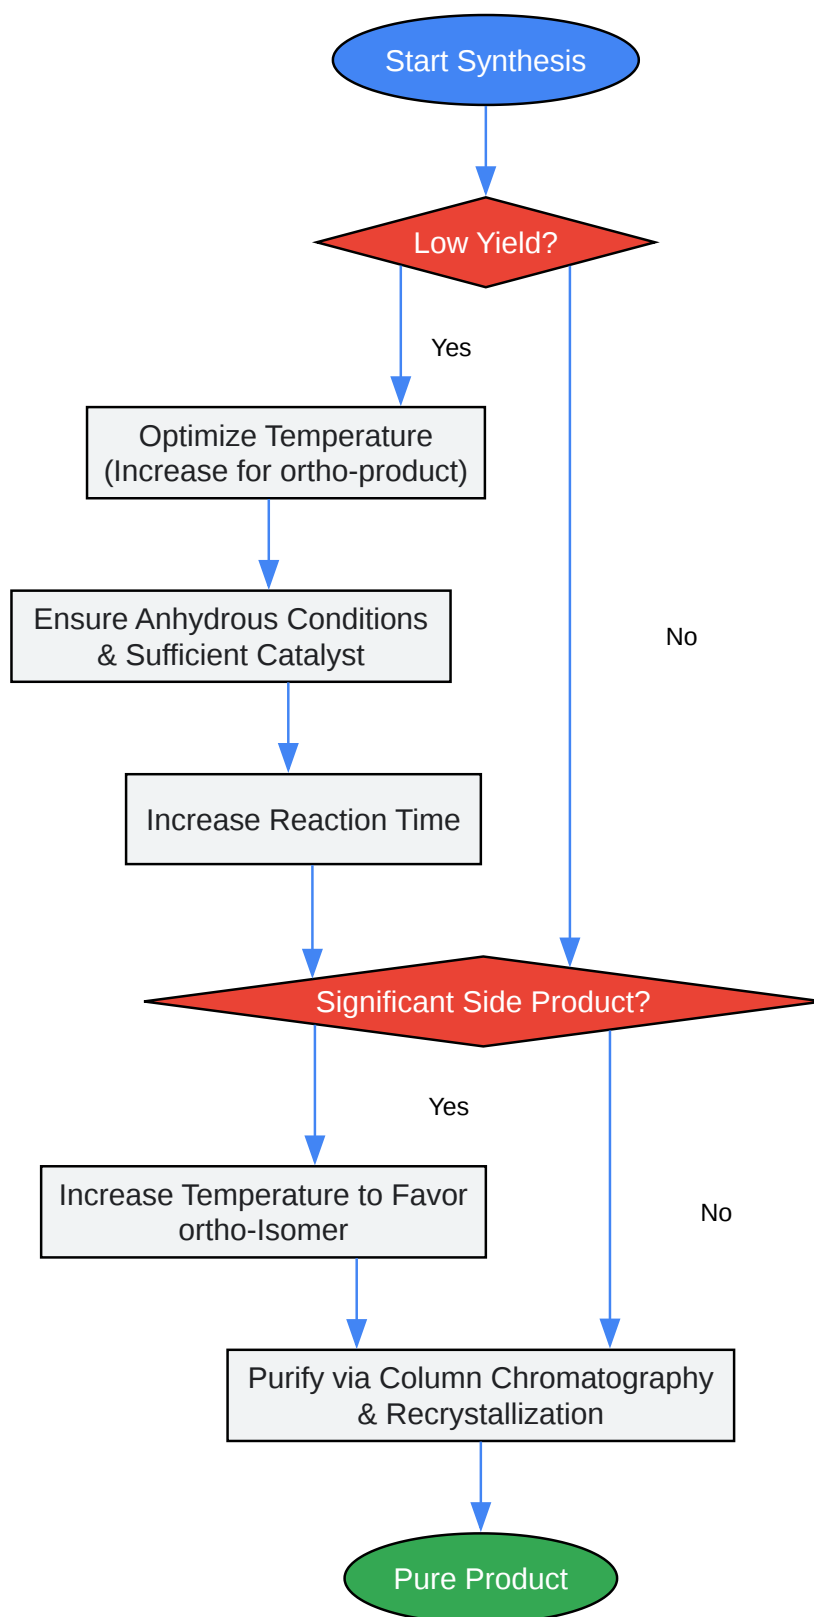 Start Synthesis
Low Yield?
Yes
Optimize Temperature
(Increase for ortho-product)
Ensure Anhydrous Conditions
& Sufficient Catalyst
No
Increase Reaction Time
Significant Side Product?
Yes
Increase Temperature to Favor
ortho-Isomer
No
Purify via Column Chromatography
& Recrystallization
Pure Product